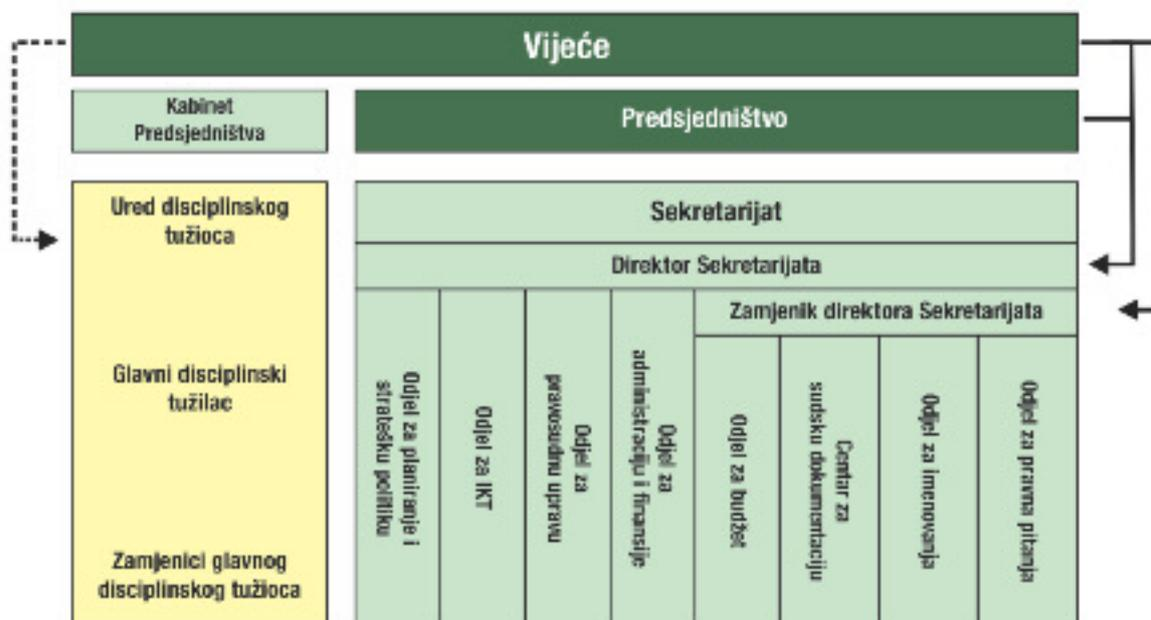 Vijeće
Kabinet
Predsjedništva
Predsjedništvo
Ured disciplinskog
tužioca
Glavni disciplinski
tužilac
Zamjenici glavnog
disciplinskog tužioca
Sekretarijat
Direktor Sekretarijata
Zamjenik direktora Sekretarijata
Odjel za planiranje i
stratešku politiku
Odjel za IKT
Odjel za
pravosudnu upravu
Odjel za
administraciju i finansije
Odjel za budžet
Centar za
sudsku dokumentaciju
Odjel za imenovanja
Odjel za pravna pitanja